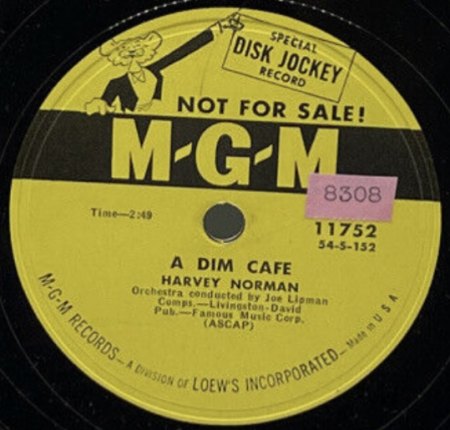 SPECIAL
DISK JOCKEY
RECORD
NOT FOR SALE!
M-G-M
8308
Time—2:49
11752
54-S-152
A DIM CAFE
HARVEY NORMAN
Orchestra conducted by Joe Lipman
Comps.—Livingston-David
Pub.—Famous Music Corp.
(ASCAP)
M-G-M RECORDS—A DIVISION OF LOEW'S INCORPORATED—Made in U S A